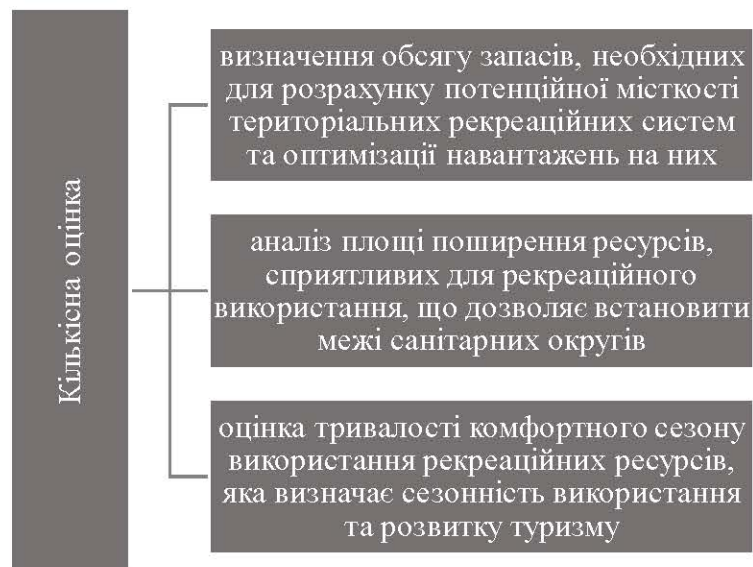 Кількісна оцінка
визначення обсягу запасів, необхідних
для розрахунку потенційної місткості
територіальних рекреаційних систем
та оптимізації навантажень на них
аналіз площі поширення ресурсів,
сприятливих для рекреаційного
використання, що дозволяє встановити
межі санітарних округів
оцінка тривалості комфортного сезону
використання рекреаційних ресурсів,
яка визначає сезонність використання
та розвитку туризму